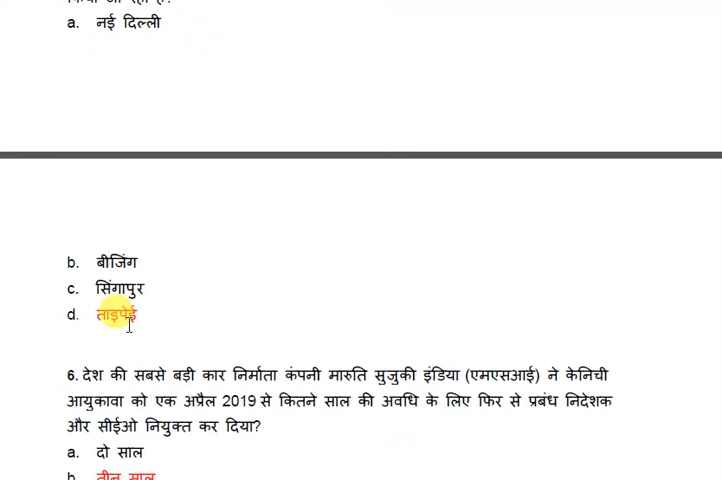 a. नई दिल्ली
b. बीजिंग
c. सिंगापुर
d. ताइपेई
6. देश की सबसे बड़ी कार निर्माता कंपनी मारुति सुजुकी इंडिया (एमएसआई) ने केनिची
आयुकावा को एक अप्रैल 2019 से कितने साल की अवधि के लिए फिर से प्रबंध निदेशक
और सीईओ नियुक्त कर दिया?
a. दो साल
b. तीन साल